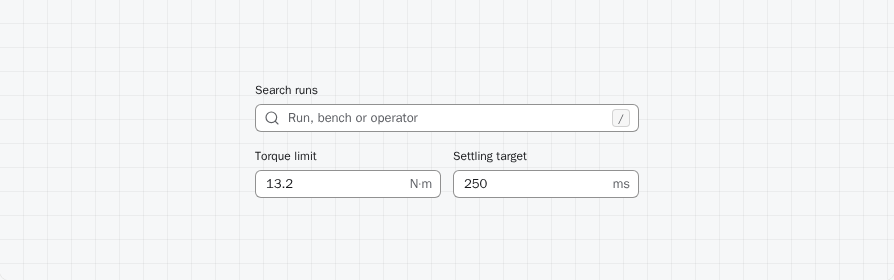 Search runs
Run, bench or operator /
Torque limit Settling target
13.2 N·m 250 ms